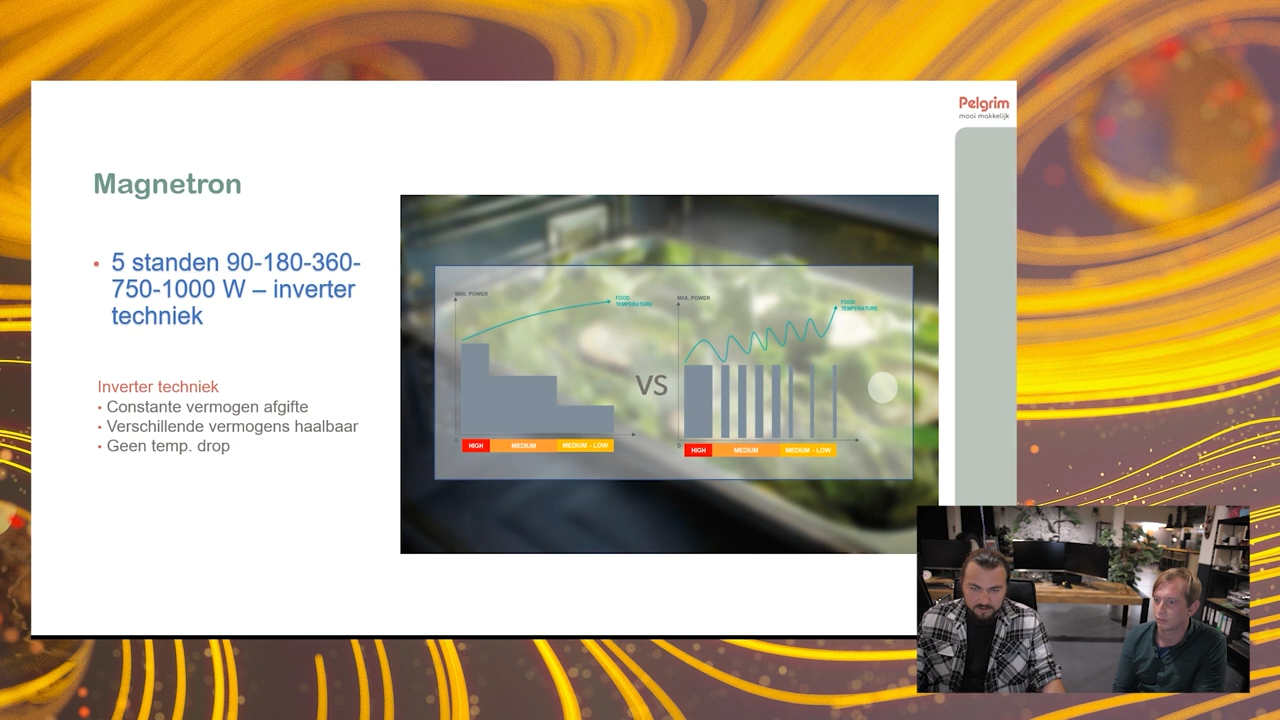 Pelgrim
mooi makkelijk
Magnetron
• 5 standen 90-180-360-
750-1000 W – inverter
techniek
Inverter techniek
• Constante vermogen afgifte
• Verschillende vermogens haalbaar
• Geen temp. drop
MAX. POWER
FOOD
TEMPERATURE
0
HIGH
MEDIUM
MEDIUM - LOW
VS
MAX. POWER
FOOD
TEMPERATURE
0
HIGH
MEDIUM
MEDIUM - LOW